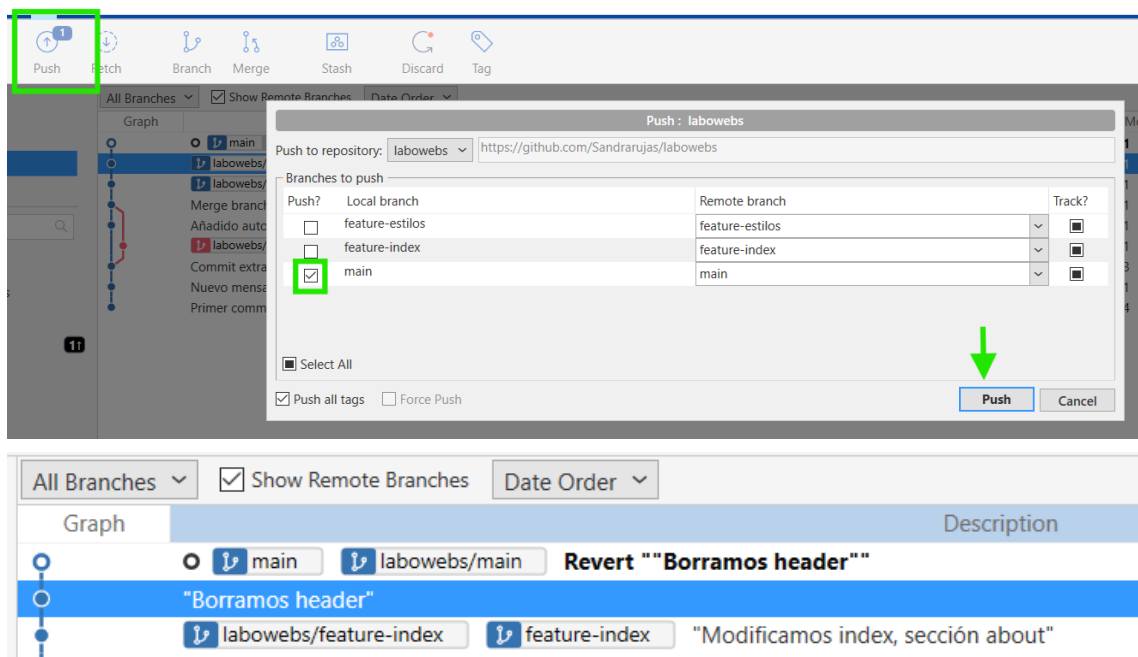 1
Push Fetch Branch Merge Stash Discard Tag
All Branches Show Remote Branches Date Order
Graph
main
labowebs/
labowebs/
Merge branch
Añadido auto
labowebs/
Commit extra
Nuevo mensa
Primer comm
1↑
Push : labowebs
Push to repository: labowebs https://github.com/Sandrarujas/labowebs
Branches to push
Push? Local branch Remote branch Track?
feature-estilos feature-estilos
feature-index feature-index
main main
Select All
Push all tags Force Push Push Cancel
All Branches Show Remote Branches Date Order
Graph Description
main labowebs/main Revert ""Borramos header""
"Borramos header"
labowebs/feature-index feature-index "Modificamos index, sección about"